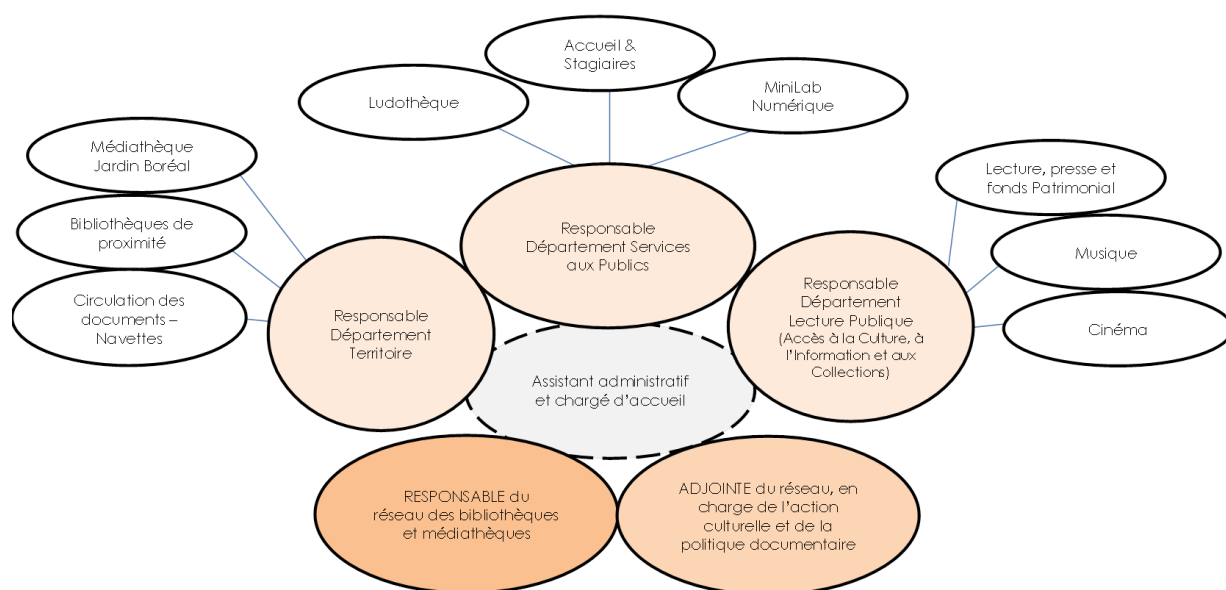 Accueil &
Stagiaires
Ludothèque
MiniLab
Numérique
Médiathèque
Jardin Boréal
Bibliothèques de
proximité
Circulation des
documents –
Navettes
Responsable
Département Services
aux Publics
Lecture, presse et
fonds Patrimonial
Musique
Cinéma
Responsable
Département
Territoire
Responsable
Département
Lecture Publique
(Accès à la Culture, à
l'Information et aux
Collections)
Assistant administratif
et chargé d'accueil
RESPONSABLE du
réseau des bibliothèques
et médiathèques
ADJOINTE du réseau, en
charge de l'action
culturelle et de la
politique documentaire